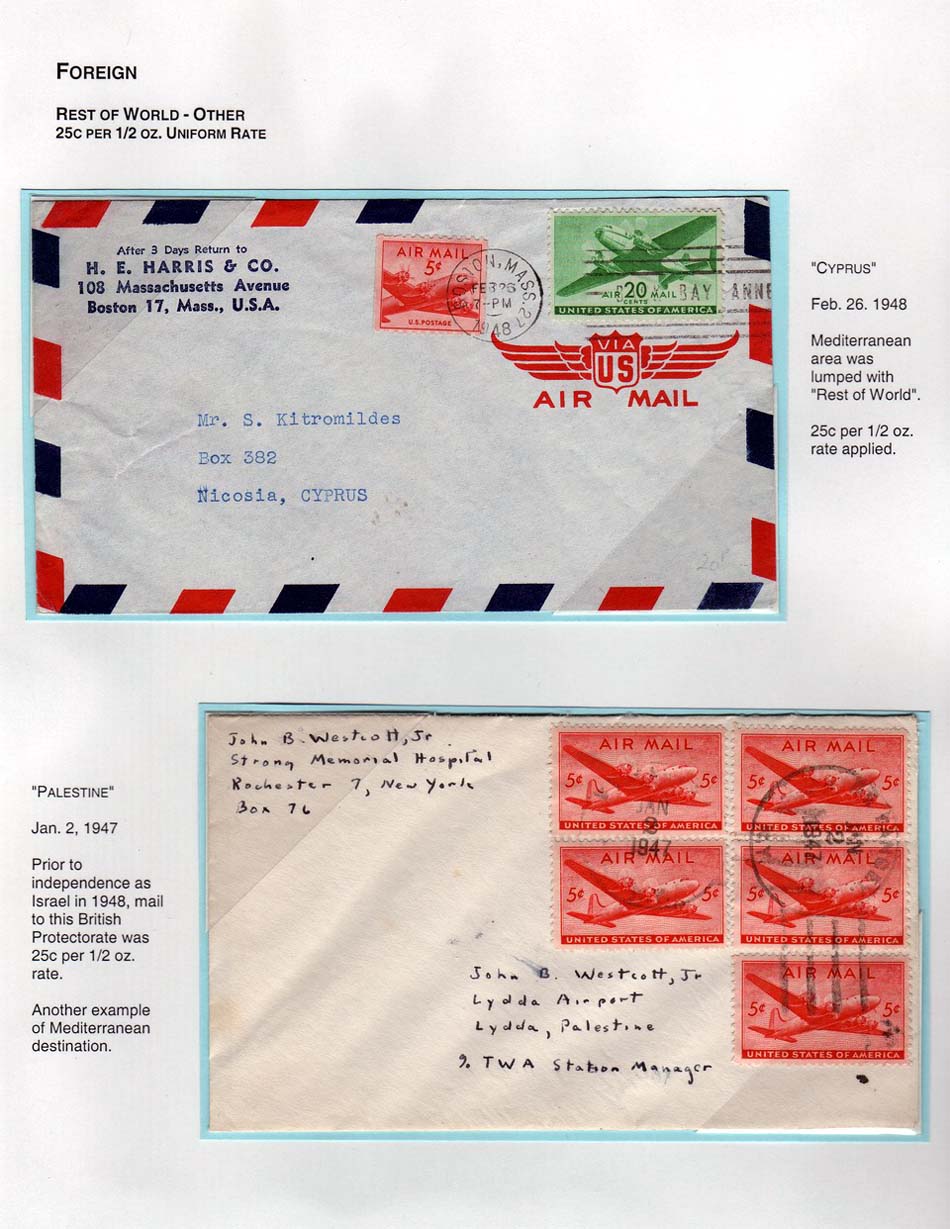 FOREIGN
REST OF WORLD - OTHER
25C PER 1/2 OZ. UNIFORM RATE
After 3 Days Return to
H. E. HARRIS & CO.
108 Massachusetts Avenue
Boston 17, Mass., U.S.A.
AIR MAIL
5¢
U.S. POSTAGE
BOSTON, MASS. 27
FEB 26
7-PM
1948
AIR 20 MAIL
CENTS
UNITED STATES OF AMERICA
BAY ANNE
VIA
US
AIR MAIL
Mr. S. Kitromildes
Box 382
Nicosia, CYPRUS
"CYPRUS"
Feb. 26. 1948
Mediterranean
area was
lumped with
"Rest of World".
25c per 1/2 oz.
rate applied.
"PALESTINE"
Jan. 2, 1947
Prior to
independence as
Israel in 1948, mail
to this British
Protectorate was
25c per 1/2 oz.
rate.
Another example
of Mediterranean
destination.
John B. Westcott, Jr.
Strong Memorial Hospital
Rochester 7, New York
Box 76
AIR MAIL
5¢ 5¢
UNITED STATES OF AMERICA
AIR MAIL
5¢ 5¢
UNITED STATES OF AMERICA
JAN
1947
JAN
2
1947
5¢ 5¢
UNITED STATES OF AMERICA
5¢ 5¢
UNITED STATES OF AMERICA
AIR MAIL
5¢ 5¢
UNITED STATES OF AMERICA
John B. Westcott, Jr
Lydda Airport
Lydda, Palestine
% TWA Station Manager